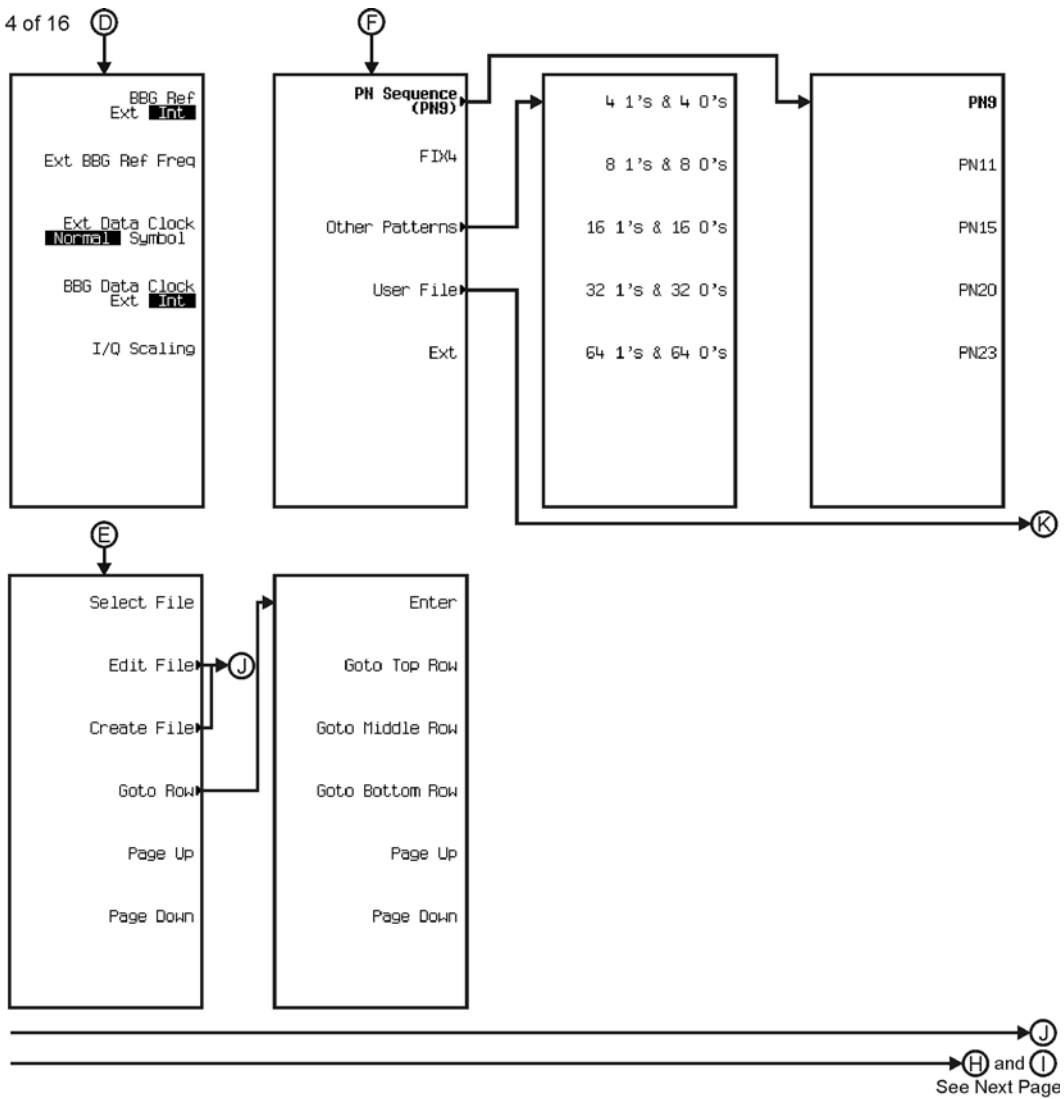 4 of 16
D
F
BBG Ref
Ext Int
Ext BBG Ref Freq
Ext Data Clock
Normal Symbol
BBG Data Clock
Ext Int
I/Q Scaling
PN Sequence
(PN9)
FIX4
Other Patterns
User File
Ext
4 1's & 4 0's
8 1's & 8 0's
16 1's & 16 0's
32 1's & 32 0's
64 1's & 64 0's
PN9
PN11
PN15
PN20
PN23
K
E
Select File
Edit File
J
Create File
Goto Row
Page Up
Page Down
Enter
Goto Top Row
Goto Middle Row
Goto Bottom Row
Page Up
Page Down
J
H and I
See Next Page